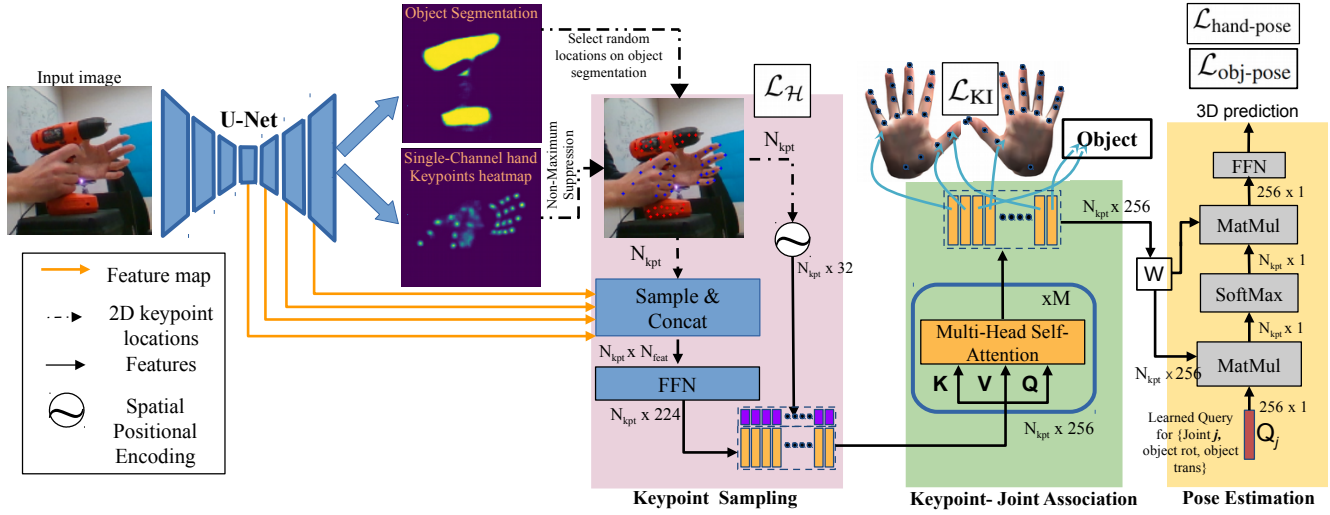 Input image
U-Net
Object Segmentation
Single-Channel hand
Keypoints heatmap
Select random
locations on object
segmentation
Non-Maximum
Suppression
Feature map
2D keypoint
locations
Features
Spatial
Positional
Encoding
ℒ_ℋ
N_kpt
N_kpt
N_kpt x 32
Sample &
Concat
N_kpt x N_feat
FFN
N_kpt x 224
Keypoint Sampling
ℒ_KI
Object
N_kpt x 256
xM
Multi-Head Self-
Attention
K V Q
N_kpt x 256
Keypoint- Joint Association
ℒ_hand-pose
ℒ_obj-pose
3D prediction
FFN
256 x 1
MatMul
N_kpt x 1
W
SoftMax
N_kpt x 1
MatMul
N_kpt x 256
256 x 1
Learned Query
for {Joint j,
object rot, object
trans}
Q_j
Pose Estimation